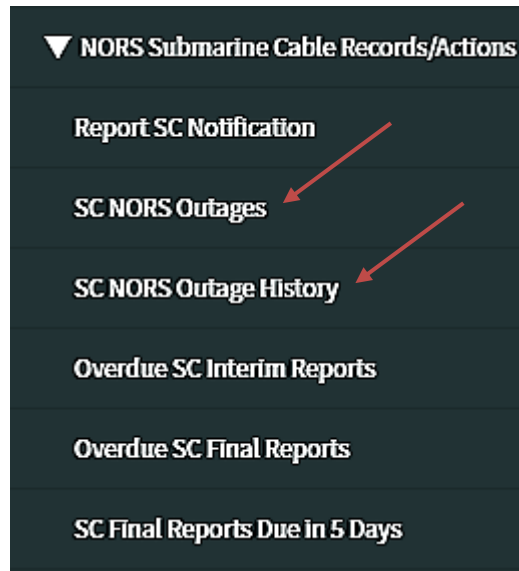 NORS Submarine Cable Records/Actions
Report SC Notification
SC NORS Outages
SC NORS Outage History
Overdue SC Interim Reports
Overdue SC Final Reports
SC Final Reports Due in 5 Days